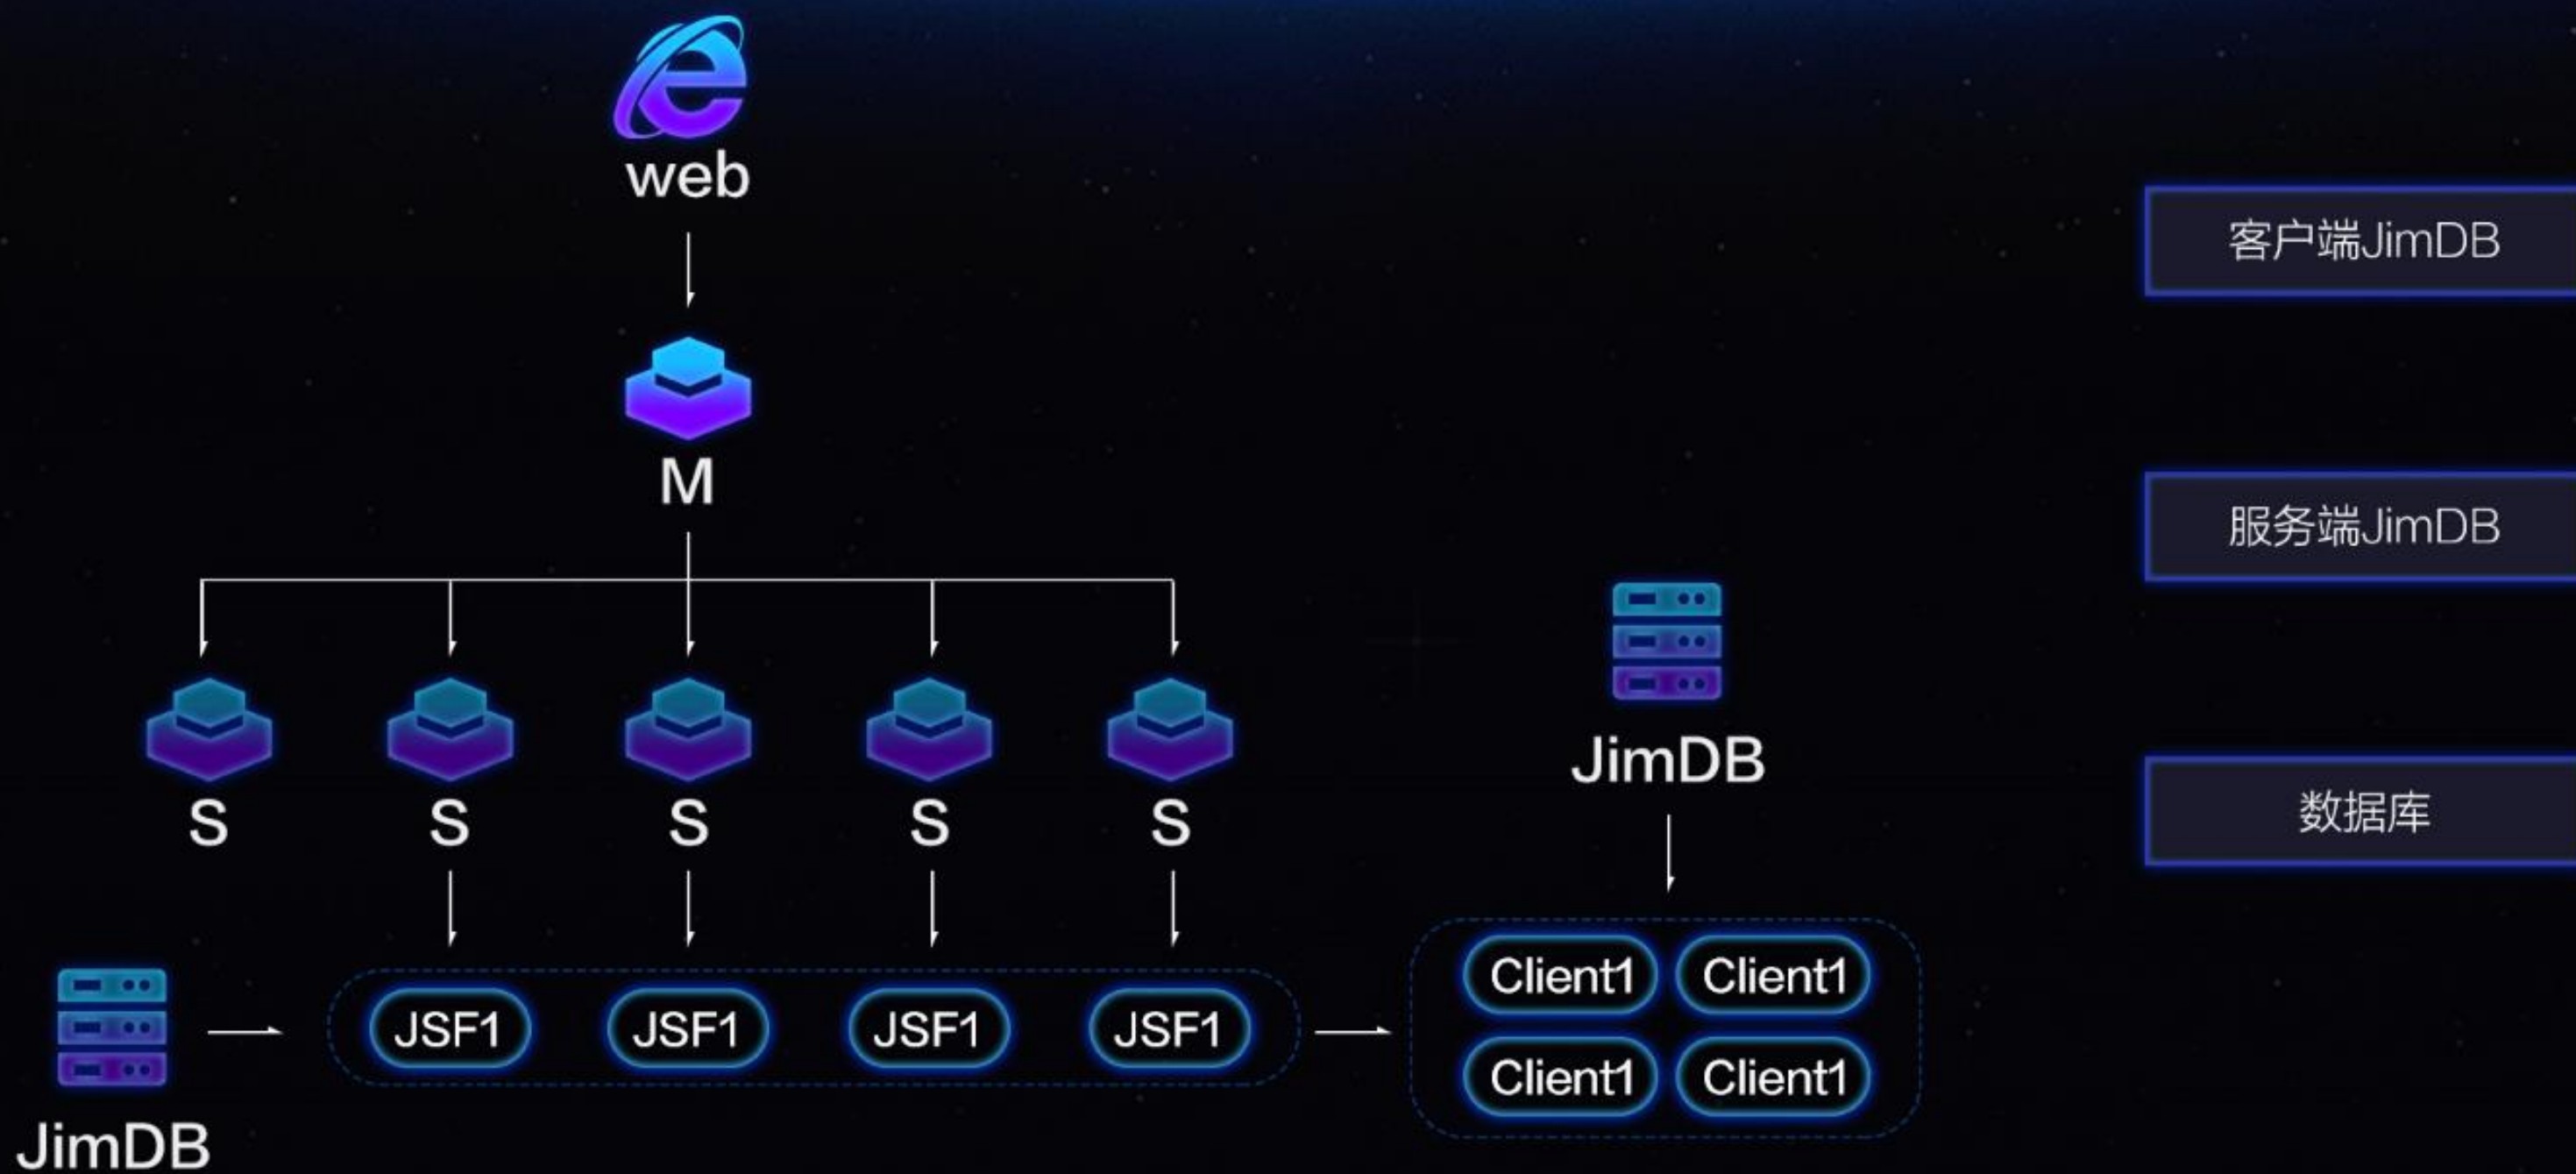 web
客户端JimDB
M
服务端JimDB
S S S S S
JimDB
数据库
Client1 Client1
JSF1 JSF1 JSF1 JSF1
Client1 Client1
JimDB